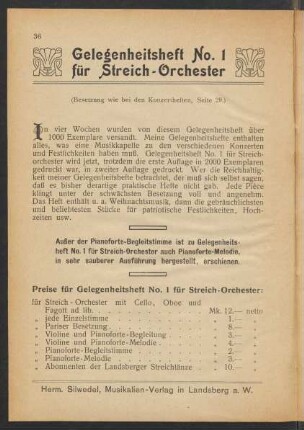 36
Gelegenheitsheft No. 1
für Streich-Orchester
(Besetzung wie bei den Konzertheften, Seite 28.)
In vier Wochen wurden von diesem Gelegenheitsheft über
1000 Exemplare versandt. Meine Gelegenheitshefte enthalten
alles, was eine Musikkapelle zu den verschiedenen Konzerten
und Festlichkeiten haben muß. Gelegenheitsheft No. 1 für Streich-
orchester wird jetzt, trotzdem die erste Auflage in 2000 Exemplaren
gedruckt war, in zweiter Auflage gedruckt. Wer die Reichhaltig-
keit meiner Gelegenheitshefte betrachtet, der muß sich selbst sagen,
daß es bisher derartige praktische Hefte nicht gab. Jede Pièce
klingt unter der schwächsten Besetzung voll und angenehm.
Das Heft enthält u. a. Weihnachtsmusik, dann die gebräuchlichsten
und beliebtesten Stücke für patriotische Festlichkeiten, Hoch-
zeiten usw.
Außer der Pianoforte-Begleitstimme ist zu Gelegenheits-
heft No. 1 für Streich-Orchester auch Pianoforte-Melodie,
in sehr sauberer Ausführung hergestellt, erschienen.
Preise für Gelegenheitsheft No. 1 für Streich-Orchester:
für Streich-Orchester mit Cello, Oboe und
Fagott ad lib. . . . . . . . . Mk. 12.— netto
„ jede Einzelstimme . . . . . . „ 1.— „
„ Pariser Besetzung . . . . . . „ 8.— „
„ Violine und Pianoforte-Begleitung . . . „ 3.— „
„ Violine und Pianoforte-Melodie . . . . „ 4.— „
„ Pianoforte-Begleitstimme . . . . . „ 2.— „
„ Pianoforte-Melodie . . . . . . „ 3.— „
„ Abonnenten der Landsberger Streichtänze . „ 10.— „
Herm. Silwedel, Musikalien-Verlag in Landsberg a. W.